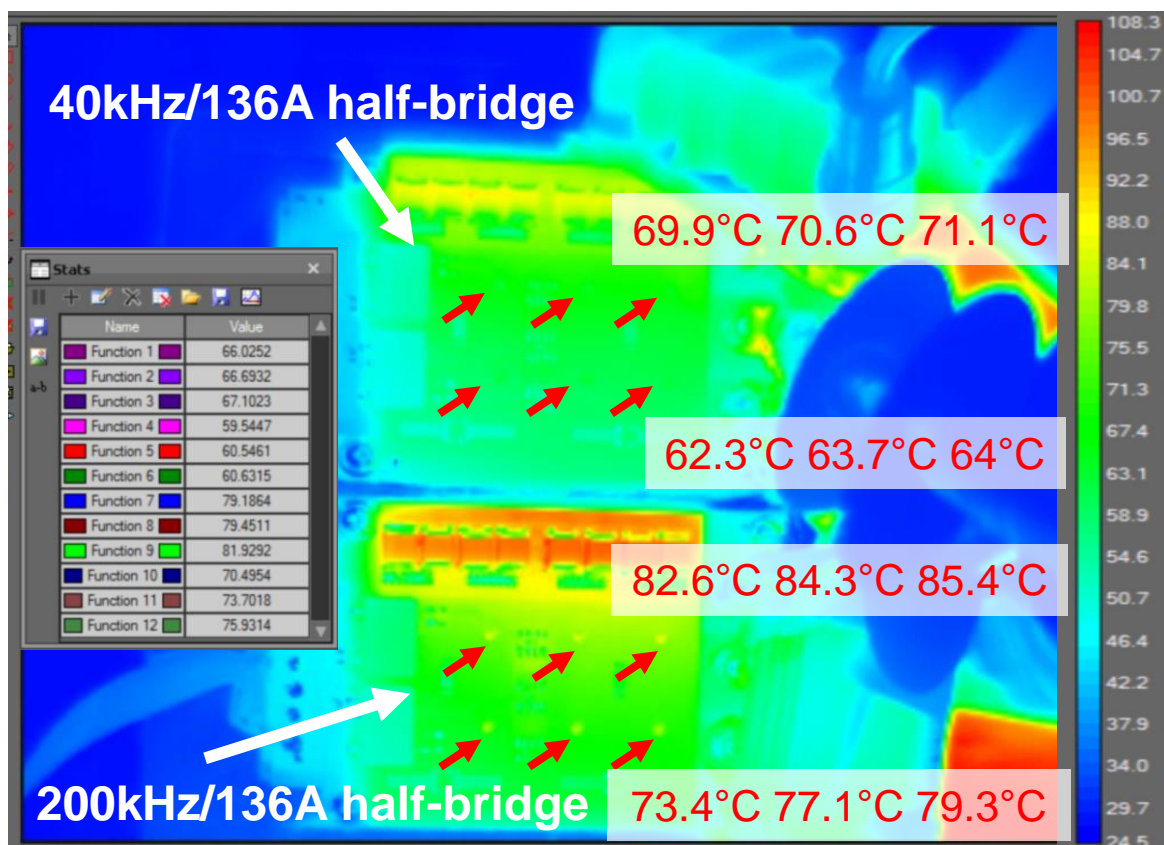 40kHz/136A half-bridge
69.9°C 70.6°C 71.1°C
62.3°C 63.7°C 64°C
82.6°C 84.3°C 85.4°C
73.4°C 77.1°C 79.3°C
200kHz/136A half-bridge
Stats
Name Value
Function 1 66.0252
Function 2 66.6932
Function 3 67.1023
Function 4 59.5447
Function 5 60.5461
Function 6 60.6315
Function 7 79.1864
Function 8 79.4511
Function 9 81.9292
Function 10 70.4954
Function 11 73.7018
Function 12 75.9314
a-b
108.3
104.7
100.7
96.5
92.2
88.0
84.1
79.8
75.5
71.3
67.4
63.1
58.9
54.6
50.7
46.4
42.2
37.9
34.0
29.7
24.5